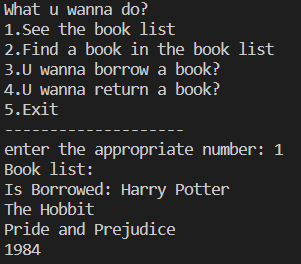 What u wanna do?
1.See the book list
2.Find a book in the book list
3.U wanna borrow a book?
4.U wanna return a book?
5.Exit
--------------------
enter the appropriate number: 1
Book list:
Is Borrowed: Harry Potter
The Hobbit
Pride and Prejudice
1984